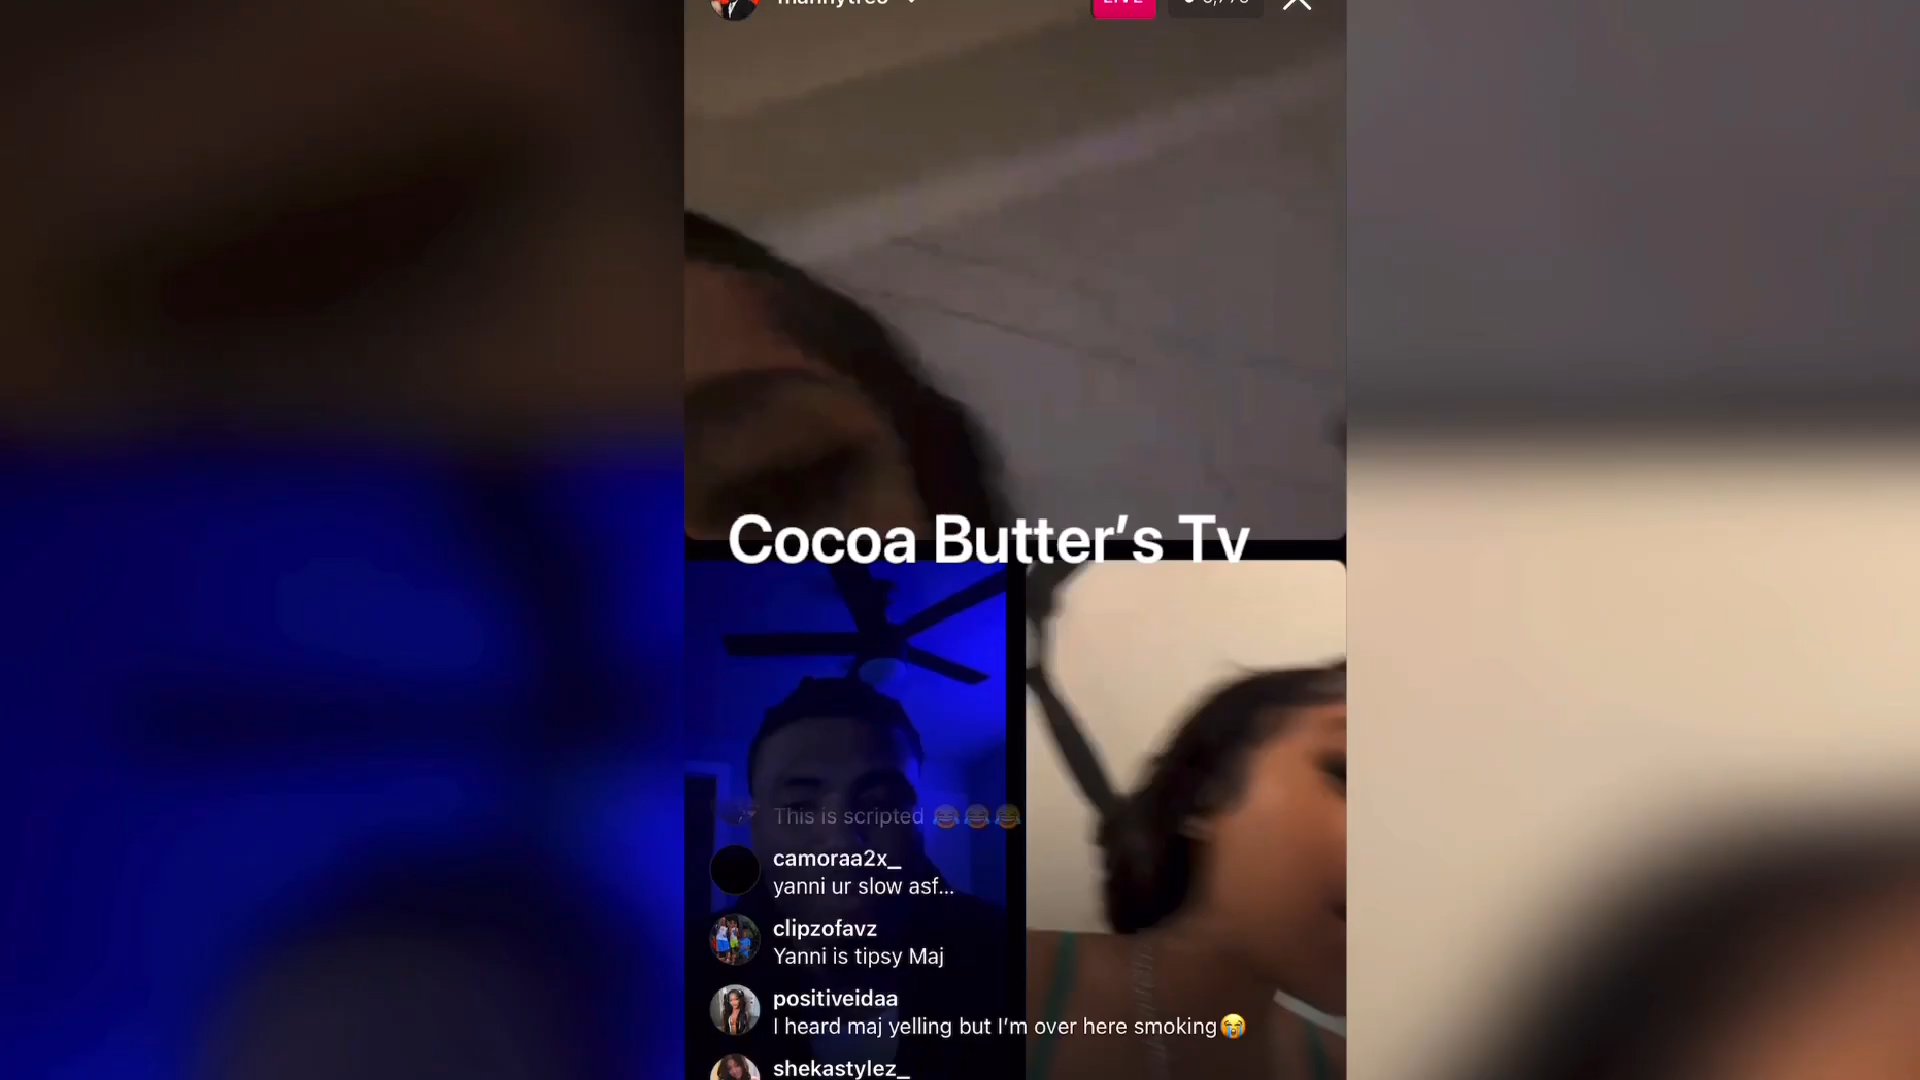 LIVE
Cocoa Butter's Tv
This is scripted 😂😂😂
camoraa2x_
yanni ur slow asf...
clipzofavz
Yanni is tipsy Maj
positiveidaa
I heard maj yelling but I'm over here smoking😭
shekastylez_